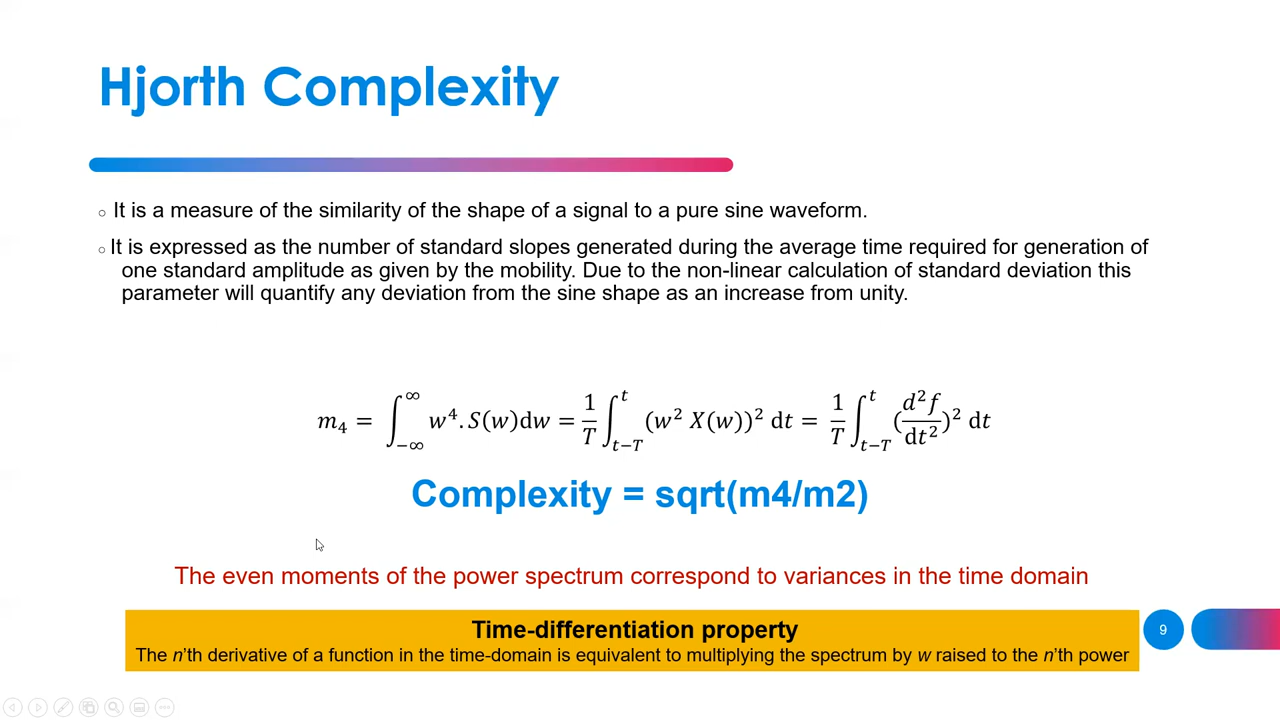 Hjorth Complexity
○ It is a measure of the similarity of the shape of a signal to a pure sine waveform.
○ It is expressed as the number of standard slopes generated during the average time required for generation of
one standard amplitude as given by the mobility. Due to the non-linear calculation of standard deviation this
parameter will quantify any deviation from the sine shape as an increase from unity.
m₄ = ∫_{−∞}^{∞} w⁴. S(w)dw = 1/T ∫_{t−T}^{t} (w² X(w))² dt = 1/T ∫_{t−T}^{t} (d²f/dt²)² dt
Complexity = sqrt(m4/m2)
The even moments of the power spectrum correspond to variances in the time domain
Time-differentiation property
The n’th derivative of a function in the time-domain is equivalent to multiplying the spectrum by w raised to the n’th power
9